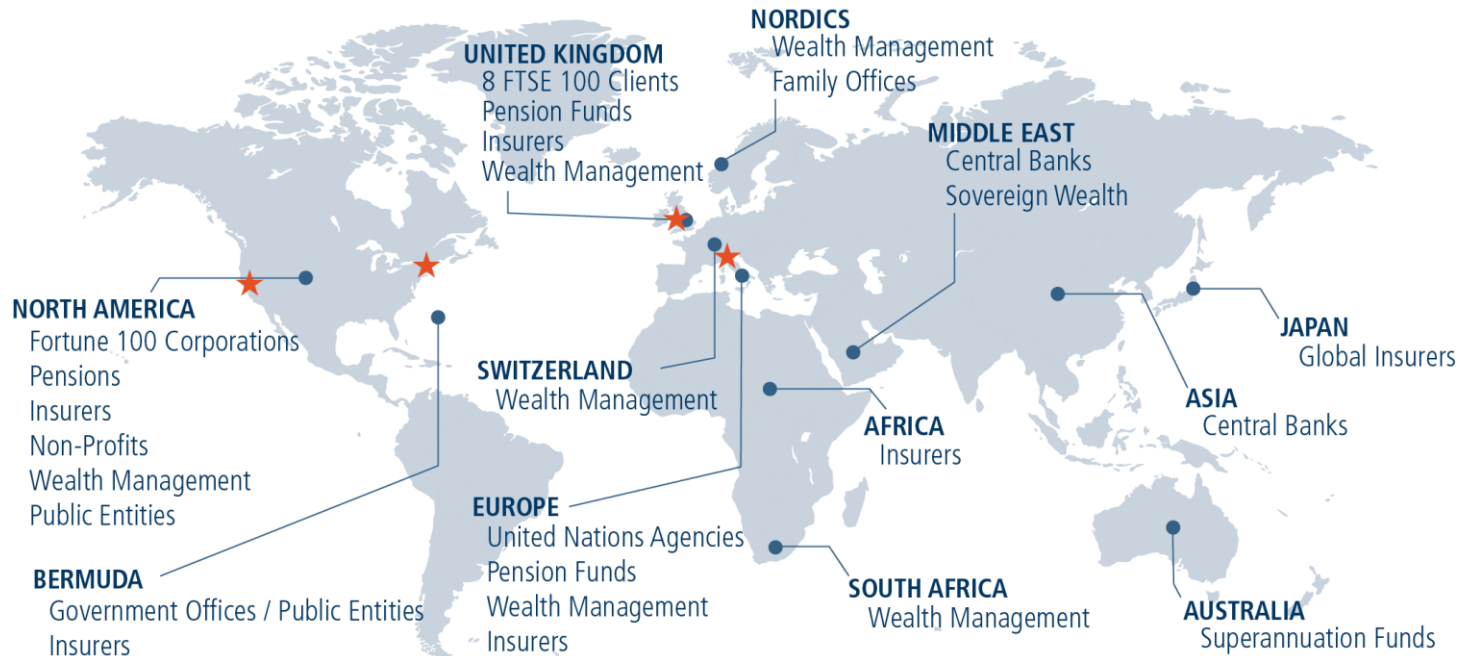 NORDICS
Wealth Management
Family Offices
UNITED KINGDOM
8 FTSE 100 Clients
Pension Funds
Insurers
Wealth Management
MIDDLE EAST
Central Banks
Sovereign Wealth
NORTH AMERICA
Fortune 100 Corporations
Pensions
Insurers
Non-Profits
Wealth Management
Public Entities
SWITZERLAND
Wealth Management
JAPAN
Global Insurers
ASIA
Central Banks
AFRICA
Insurers
EUROPE
United Nations Agencies
Pension Funds
Wealth Management
Insurers
BERMUDA
Government Offices / Public Entities
Insurers
SOUTH AFRICA
Wealth Management
AUSTRALIA
Superannuation Funds